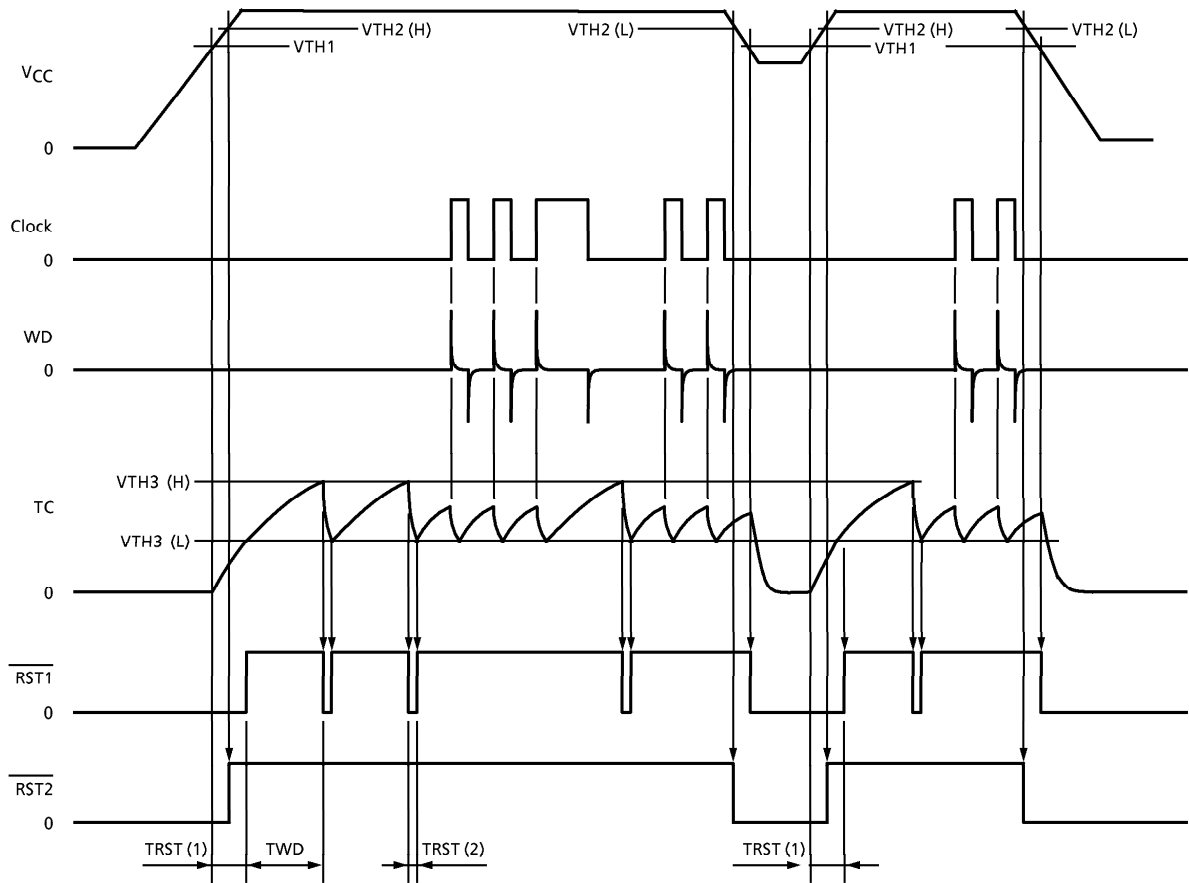 VTH2 (H) VTH2 (L) VTH2 (H) VTH2 (L)
VTH1 VTH1
VCC
0
Clock
0
WD
0
VTH3 (H)
TC
VTH3 (L)
0
RST1
0
RST2
0
TRST (1) TWD TRST (2) TRST (1)